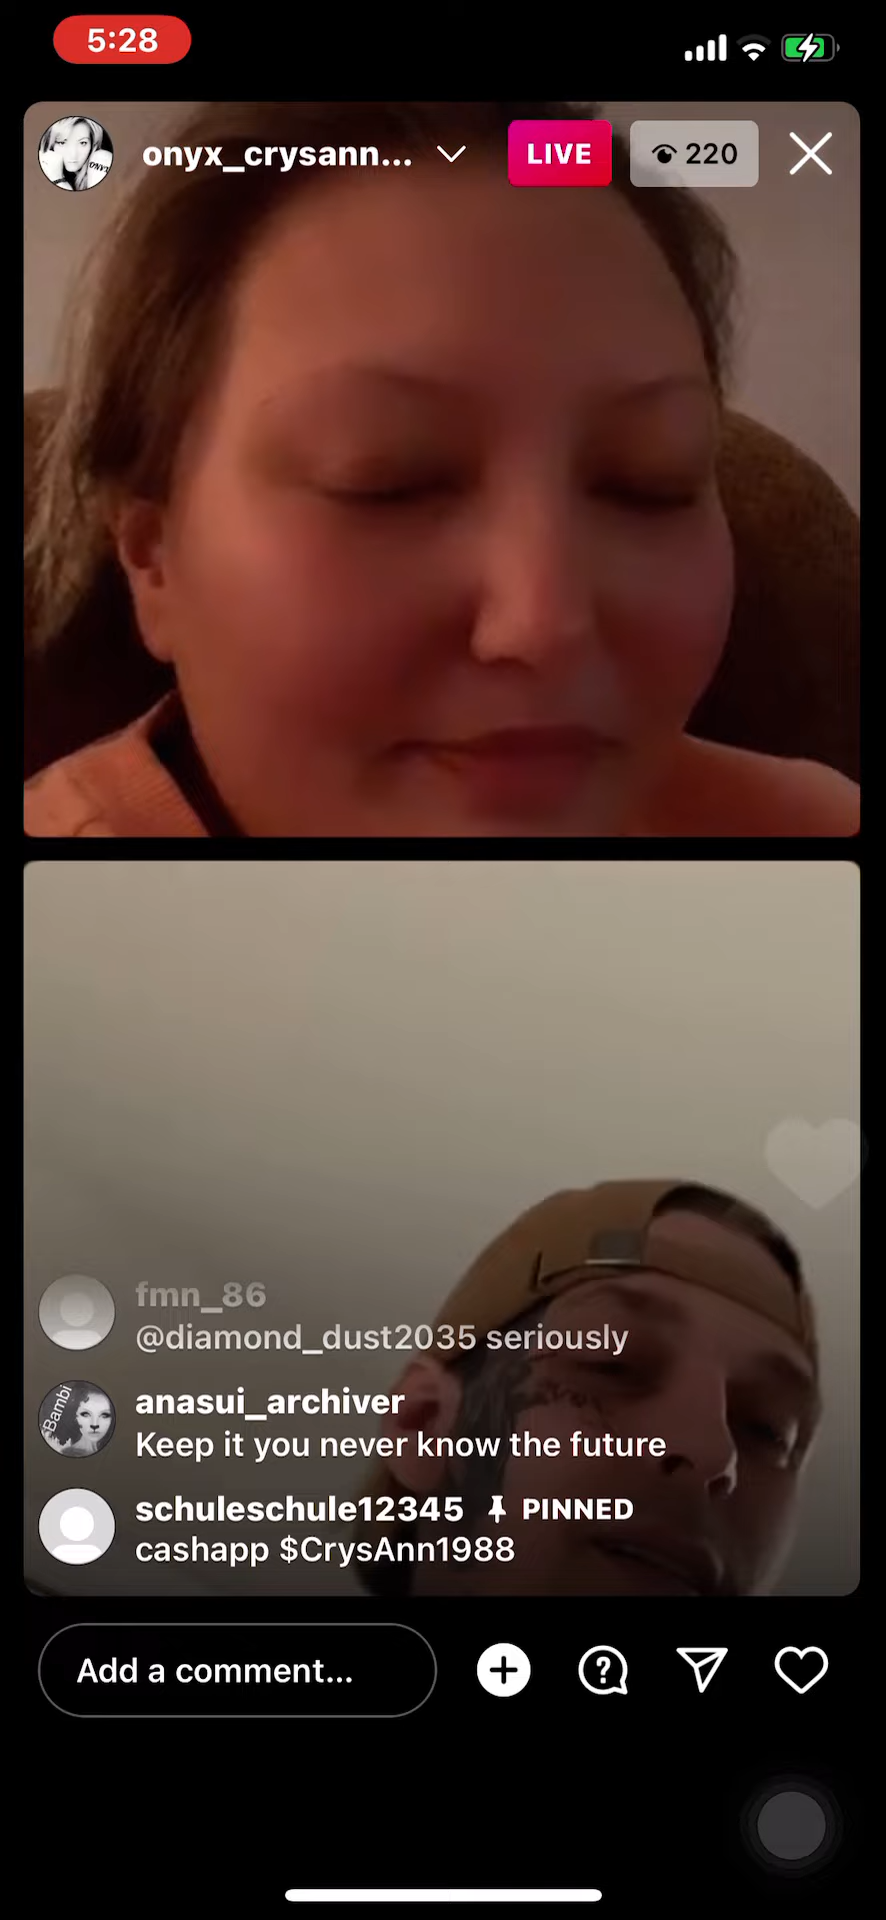 5:28
onyx_crysann...
LIVE
220
fmn_86
@diamond_dust2035 seriously
Bambi
anasui_archiver
Keep it you never know the future
schuleschule12345 PINNED
cashapp $CrysAnn1988
Add a comment...